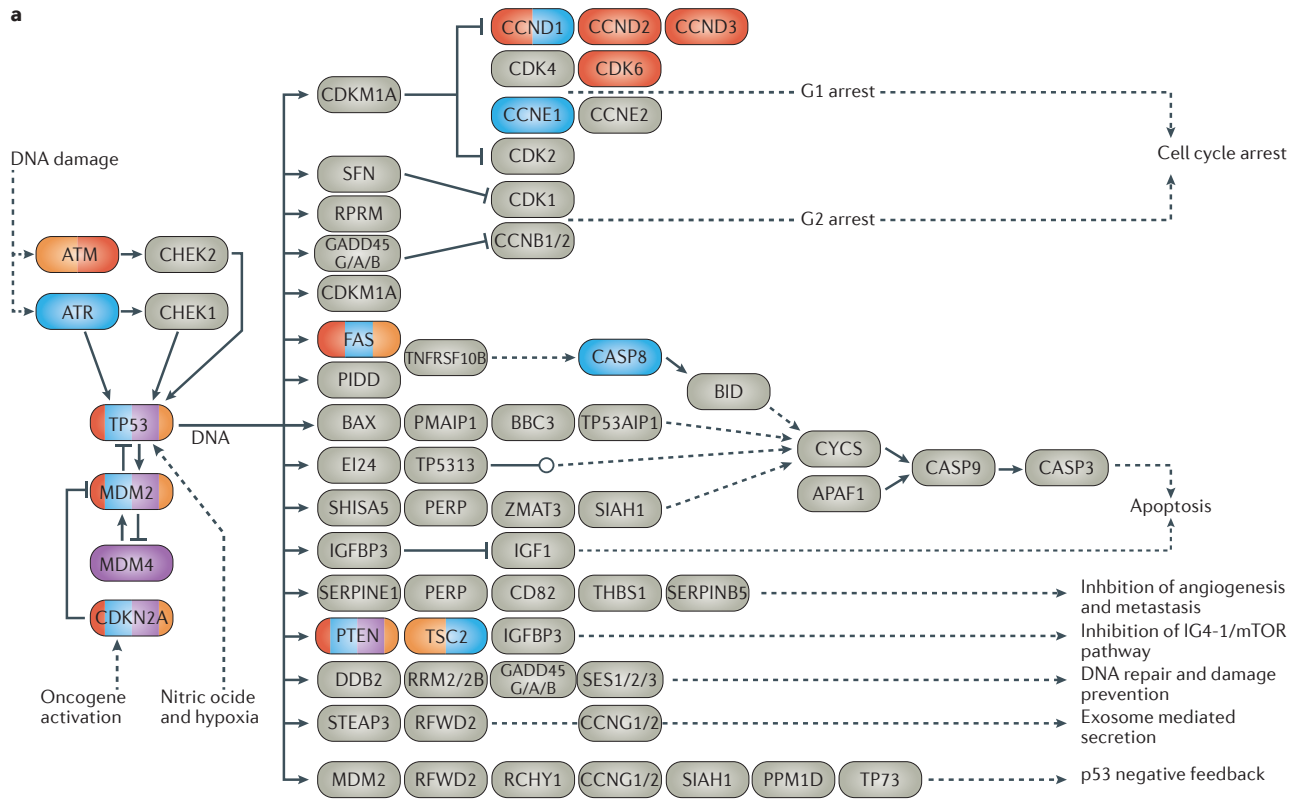 a
CCND1 CCND2 CCND3
CDK4 CDK6
CDKM1A
G1 arrest
CCNE1 CCNE2
CDK2
DNA damage
Cell cycle arrest
SFN
CDK1
RPRM
G2 arrest
GADD45
G/A/B
CCNB1/2
ATM CHEK2
CDKM1A
ATR CHEK1
FAS
TNFRSF10B
CASP8
PIDD
BID
TP53
DNA
BAX PMAIP1 BBC3 TP53AIP1
CYCS
EI24 TP5313
CASP9 CASP3
MDM2
APAF1
SHISA5 PERP ZMAT3 SIAH1
Apoptosis
IGFBP3 IGF1
MDM4
SERPINE1 PERP CD82 THBS1 SERPINB5
Inhbition of angiogenesis
and metastasis
CDKN2A
PTEN TSC2 IGFBP3
Inhibition of IG4-1/mTOR
pathway
DDB2 RRM2/2B
GADD45
G/A/B
SES1/2/3
DNA repair and damage
prevention
Oncogene
activation
Nitric ocide
and hypoxia
STEAP3 RFWD2 CCNG1/2
Exosome mediated
secretion
MDM2 RFWD2 RCHY1 CCNG1/2 SIAH1 PPM1D TP73
p53 negative feedback